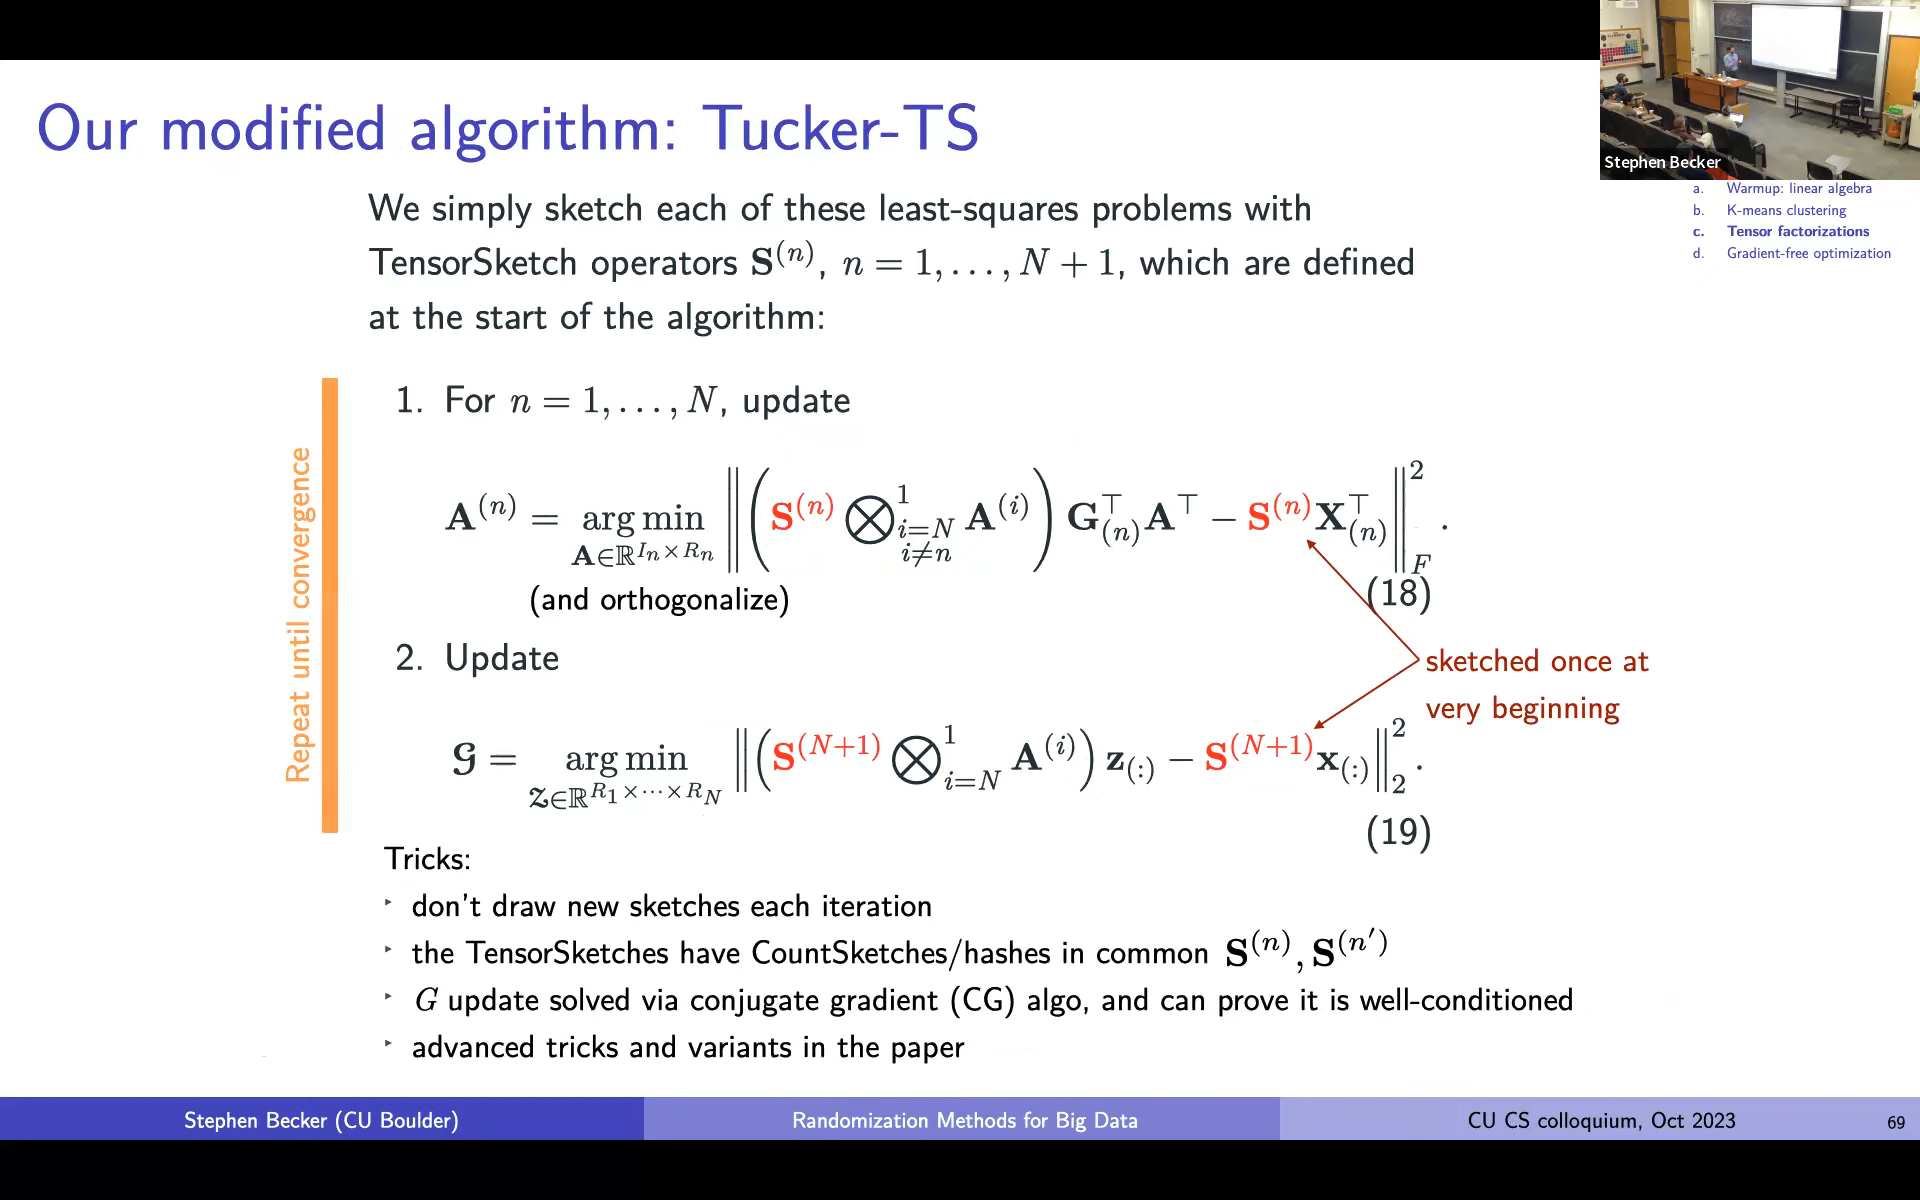 Our modified algorithm: Tucker-TS
Stephen Becker
a. Warmup: linear algebra
b. K-means clustering
c. Tensor factorizations
d. Gradient-free optimization
We simply sketch each of these least-squares problems with
TensorSketch operators S^(n), n = 1, . . . , N + 1, which are defined
at the start of the algorithm:
Repeat until convergence
1. For n = 1, . . . , N, update
A^(n) = arg min_{A∈ℝ^{I_n×R_n}} ‖ ( S^(n) ⨂_{i=N, i≠n}^1 A^(i) ) G_(n)^⊤ A^⊤ − S^(n) X_(n)^⊤ ‖_F^2 .
(and orthogonalize)
(18)
2. Update
sketched once at
very beginning
𝓖 = arg min_{𝓩∈ℝ^{R_1×···×R_N}} ‖ ( S^(N+1) ⨂_{i=N}^1 A^(i) ) z_(:) − S^(N+1) x_(:) ‖_2^2 .
(19)
Tricks:
‣ don't draw new sketches each iteration
‣ the TensorSketches have CountSketches/hashes in common S^(n), S^(n′)
‣ G update solved via conjugate gradient (CG) algo, and can prove it is well-conditioned
‣ advanced tricks and variants in the paper
Stephen Becker (CU Boulder)
Randomization Methods for Big Data
CU CS colloquium, Oct 2023
69